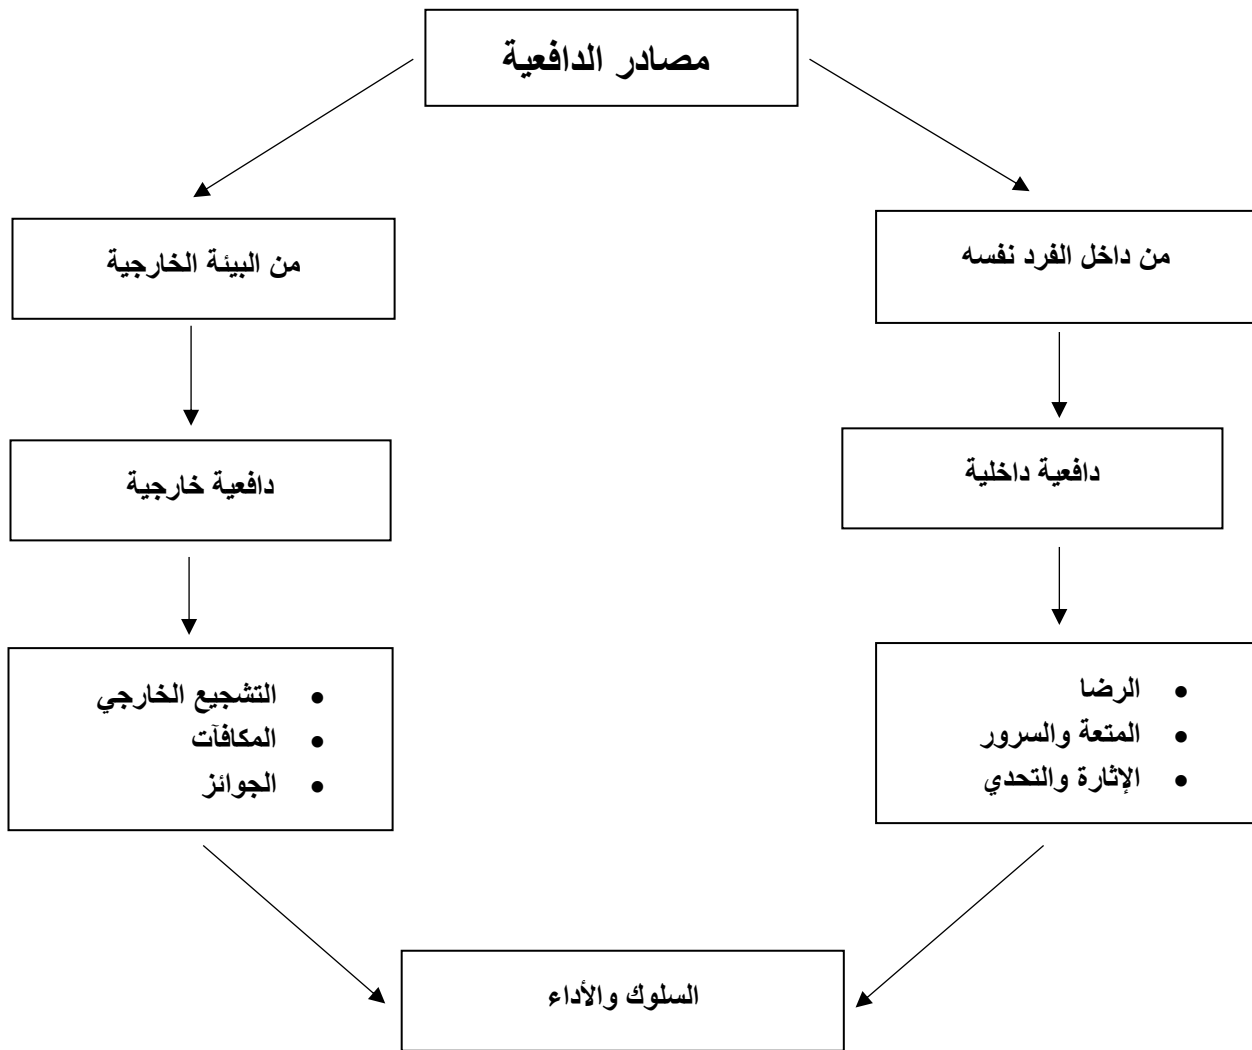 مصادر الدافعية
من داخل الفرد نفسه
من البيئة الخارجية
دافعية داخلية
دافعية خارجية
• الرضا
• المتعة والسرور
• الإثارة والتحدي
• التشجيع الخارجي
• المكافآت
• الجوائز
السلوك والأداء